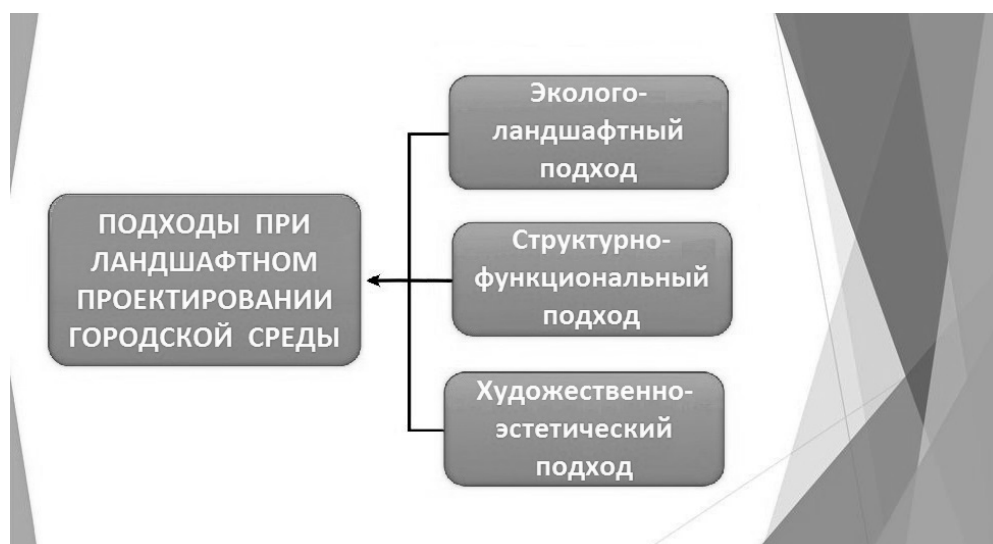 Эколого-
ландшафтный
подход
ПОДХОДЫ ПРИ
ЛАНДШАФТНОМ
ПРОЕКТИРОВАНИИ
ГОРОДСКОЙ СРЕДЫ
Структурно-
функциональный
подход
Художественно-
эстетический
подход